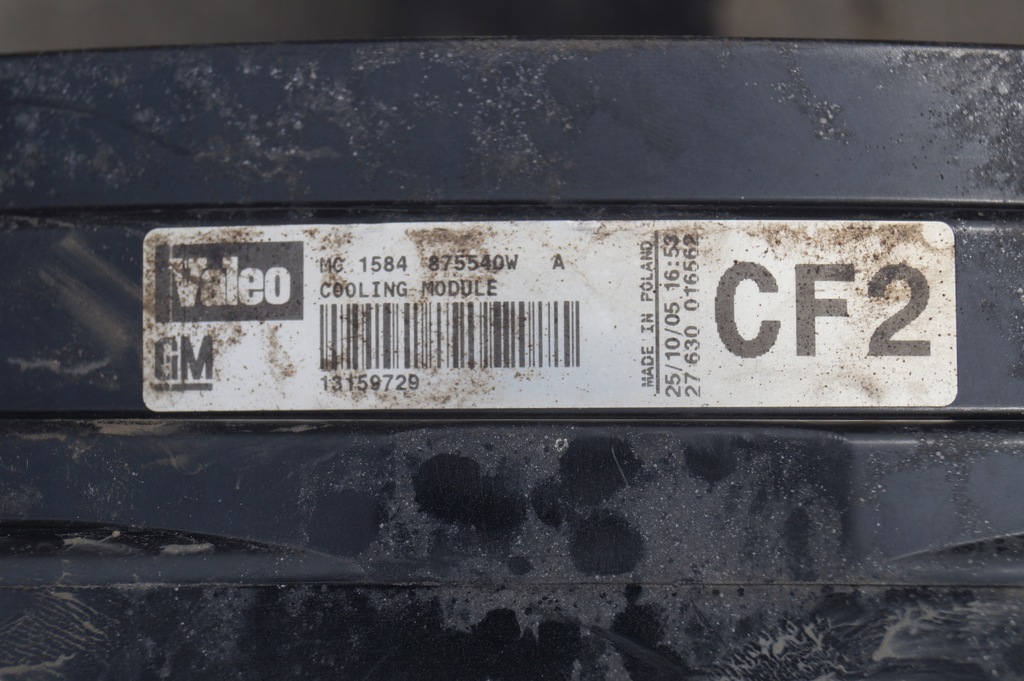 Valeo
GM
MC 1584 875540W A
COOLING MODULE
13159729
MADE IN POLAND
25/10/05 16:53
27 630 016562
CF2